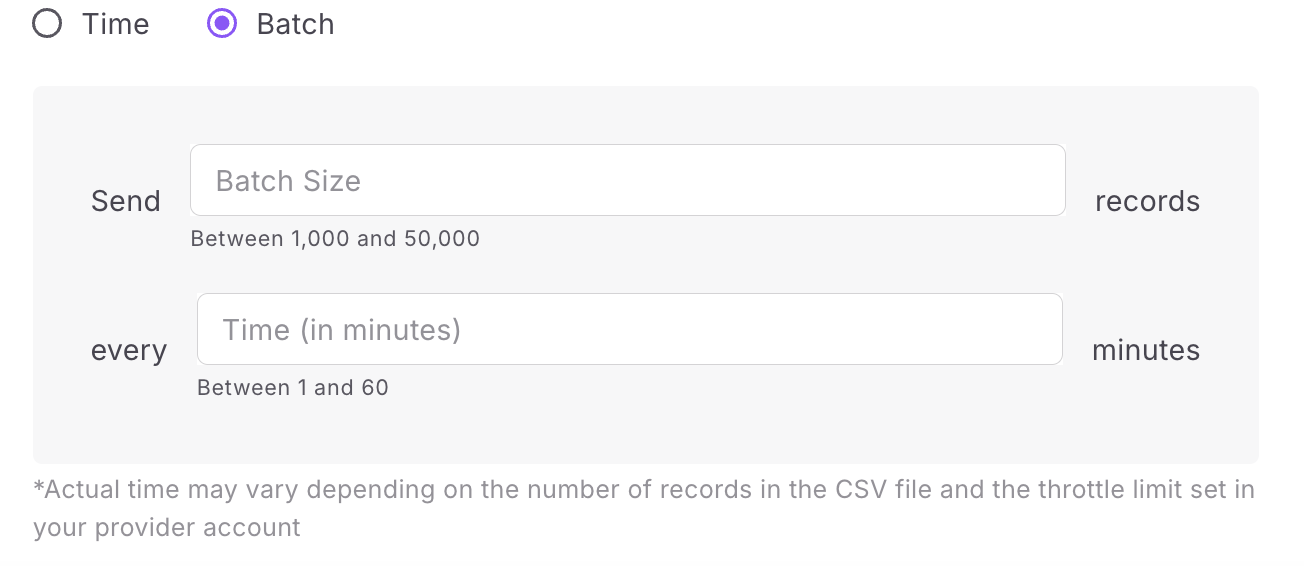 Time Batch
Send Batch Size records
Between 1,000 and 50,000
every Time (in minutes) minutes
Between 1 and 60
*Actual time may vary depending on the number of records in the CSV file and the throttle limit set in
your provider account